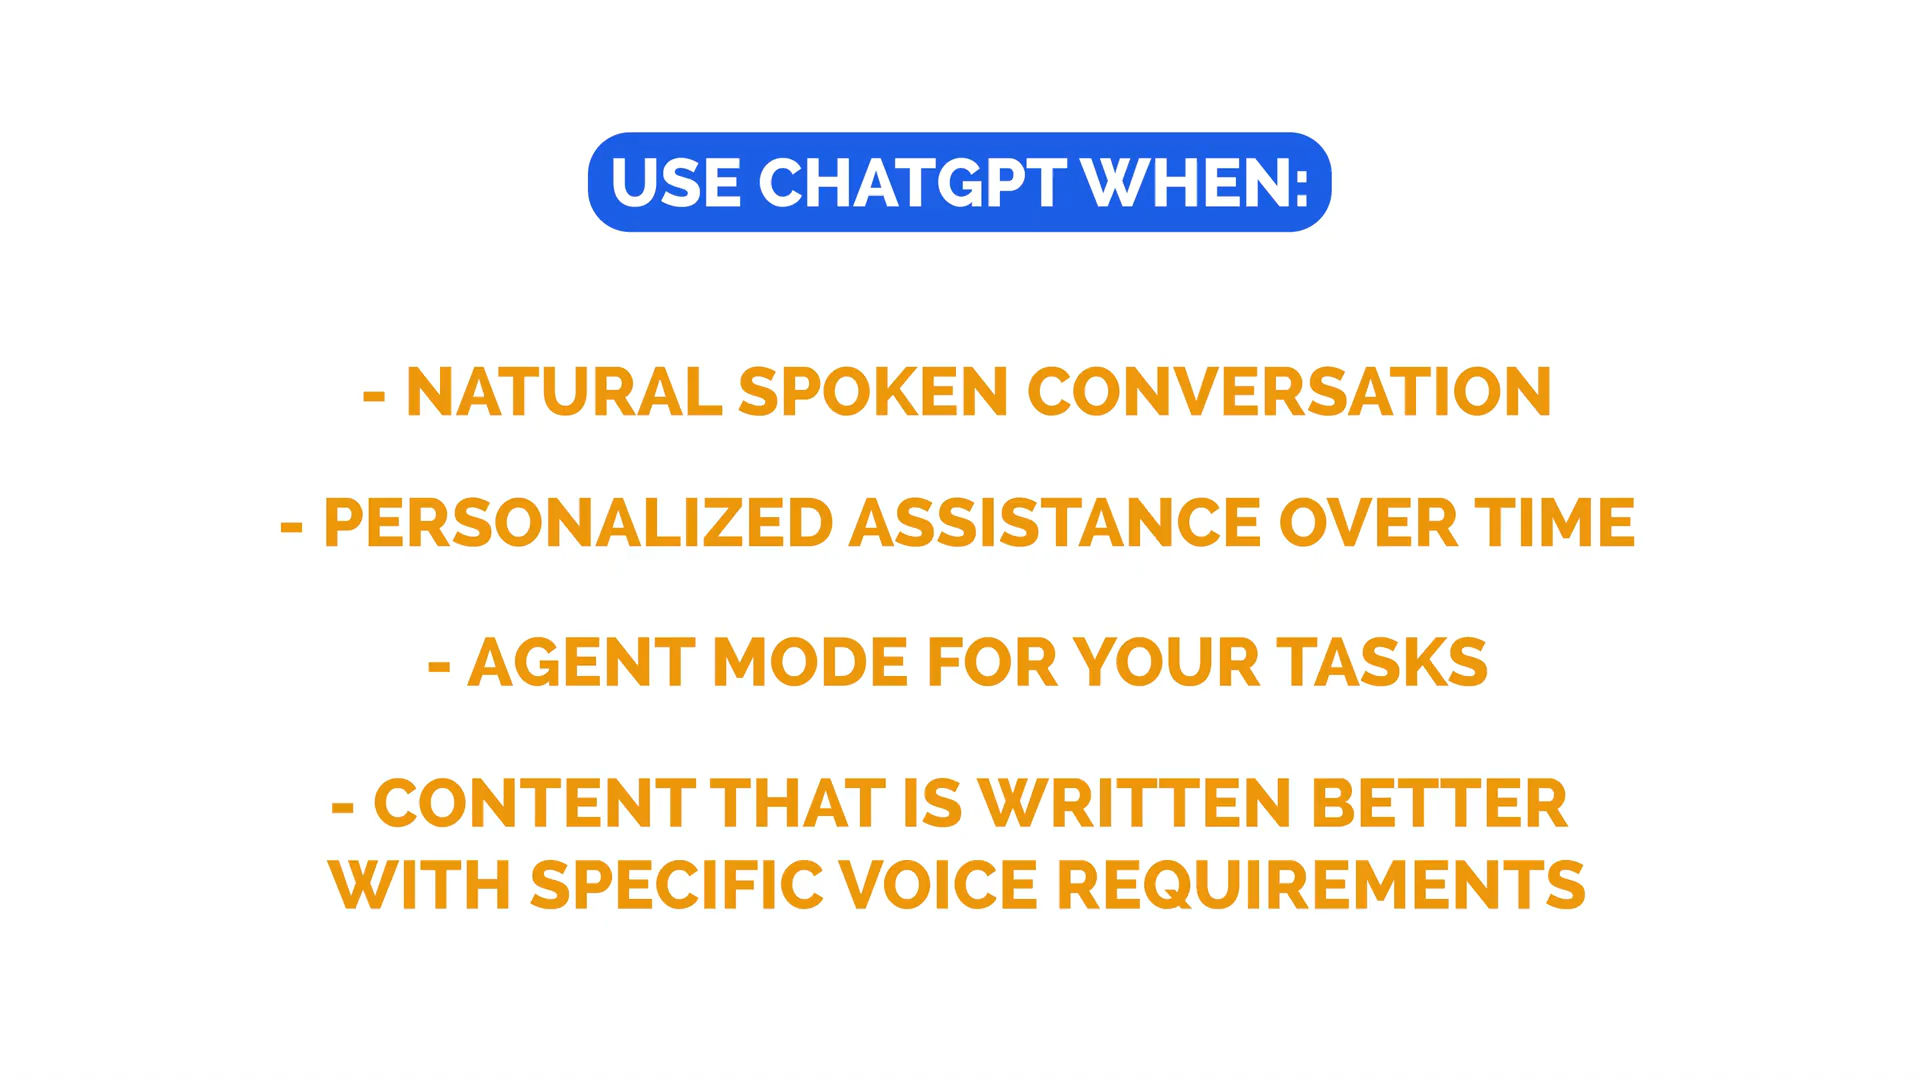 USE CHATGPT WHEN:
- NATURAL SPOKEN CONVERSATION
- PERSONALIZED ASSISTANCE OVER TIME
- AGENT MODE FOR YOUR TASKS
- CONTENT THAT IS WRITTEN BETTER
WITH SPECIFIC VOICE REQUIREMENTS